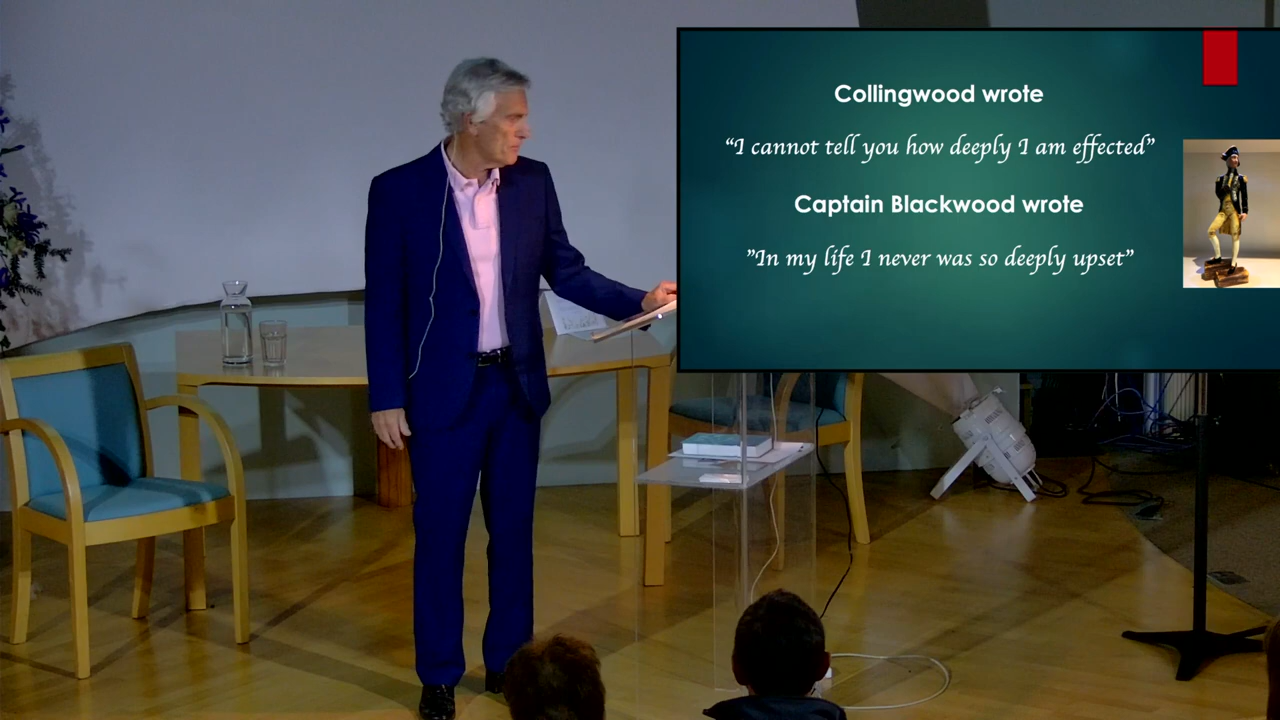 Collingwood wrote
“I cannot tell you how deeply I am effected”
Captain Blackwood wrote
”In my life I never was so deeply upset”